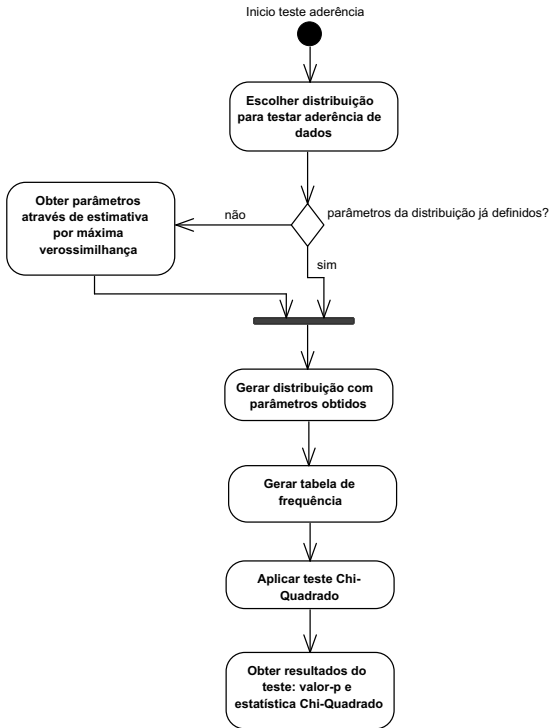 Inicio teste aderência
Escolher distribuição
para testar aderência de
dados
Obter parâmetros
através de estimativa
por máxima
verossimilhança
não
parâmetros da distribuição já definidos?
sim
Gerar distribuição com
parâmetros obtidos
Gerar tabela de
frequência
Aplicar teste Chi-
Quadrado
Obter resultados do
teste: valor-p e
estatística Chi-Quadrado